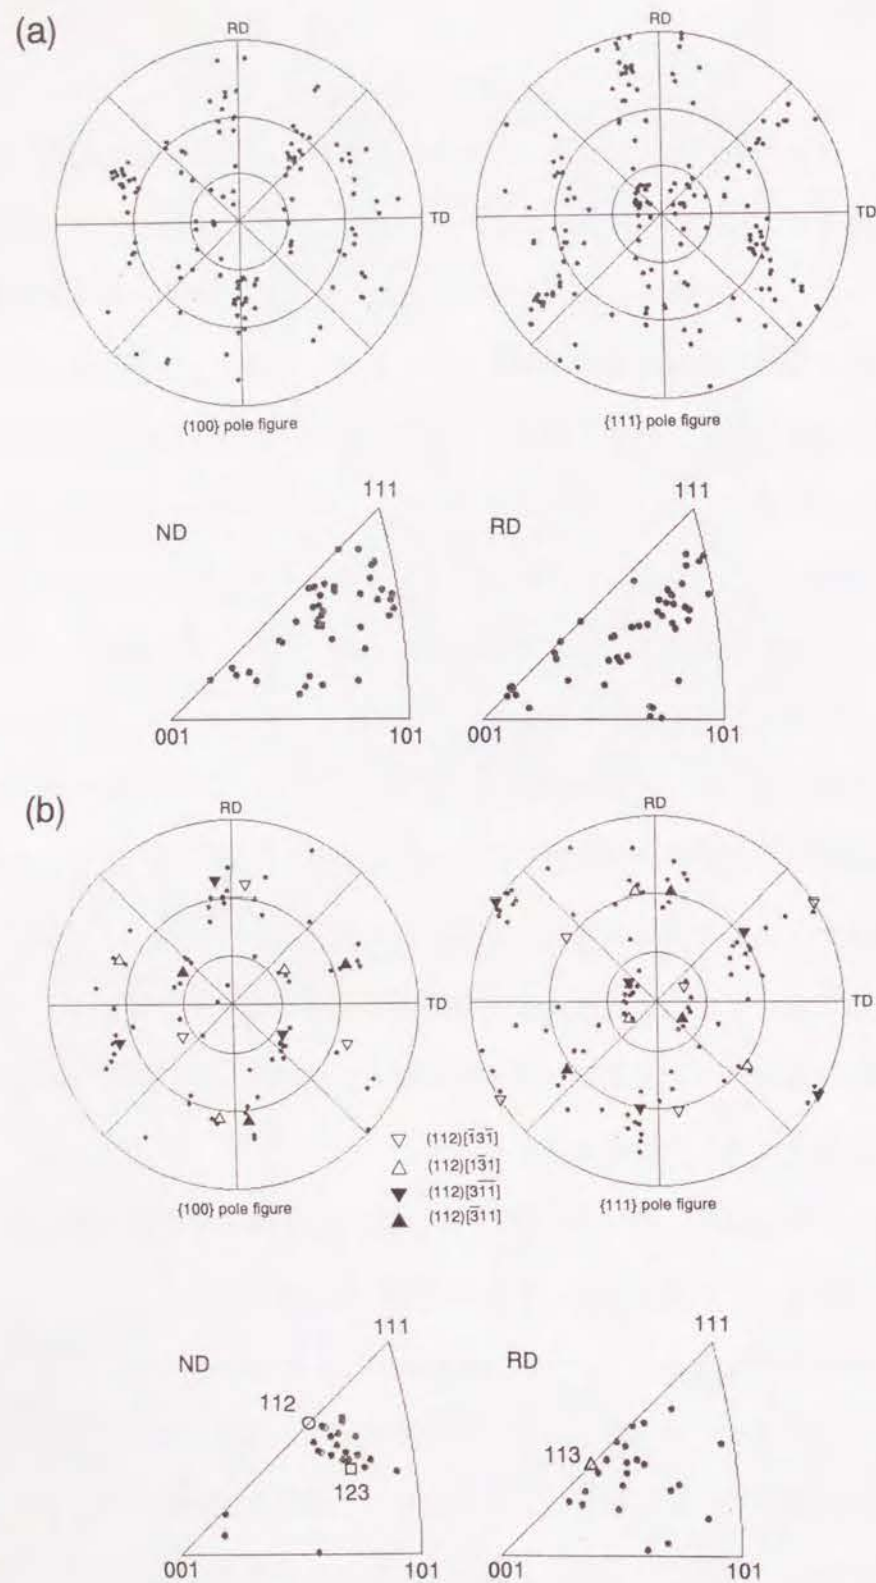 (a)
RD
RD
TD
TD
{100} pole figure
{111} pole figure
111
111
ND
RD
001
101
001
101
(b)
RD
RD
TD
TD
(112)[1̄31̄]
(112)[13̄1]
(112)[31̄1̄]
(112)[3̄11]
{100} pole figure
{111} pole figure
111
111
ND
RD
112
113
123
001
101
001
101